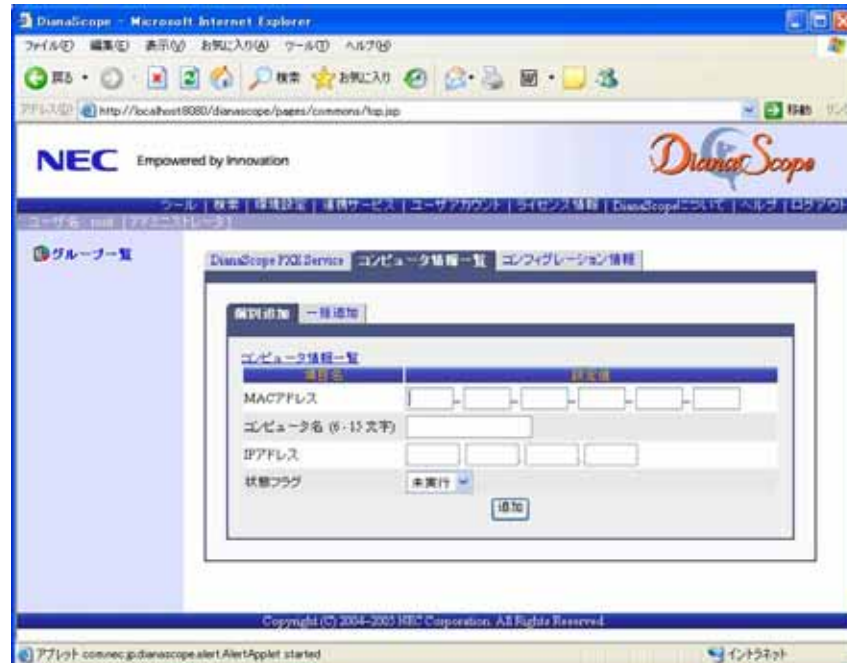 DianaScope - Microsoft Internet Explorer
ファイル(F) 編集(E) 表示(V) お気に入り(A) ツール(T) ヘルプ(H)
戻る 検索 お気に入り
アドレス(D) http://localhost:8080/dianascope/pages/commons/top.jsp 移動 リンク
NEC Empowered by Innovation DianaScope
ツール | 検索 | 環境設定 | 連携サービス | ユーザアカウント | ライセンス情報 | DianaScopeについて | ヘルプ | ログアウト
ユーザ名 root [アドミニストレータ]
グループ一覧
DianaScope PXE Service コンピュータ情報一覧 コンフィグレーション情報
個別追加 一括追加
コンピュータ情報一覧
項目名 設定値
MACアドレス - - - - -
コンピュータ名 (6 - 15 文字)
IPアドレス . . .
状態フラグ 未実行
追加
Copyright (C) 2004-2005 NEC Corporation. All Rights Reserved.
アプレット com.nec.jp.dianascope.alert.AlertApplet started イントラネット